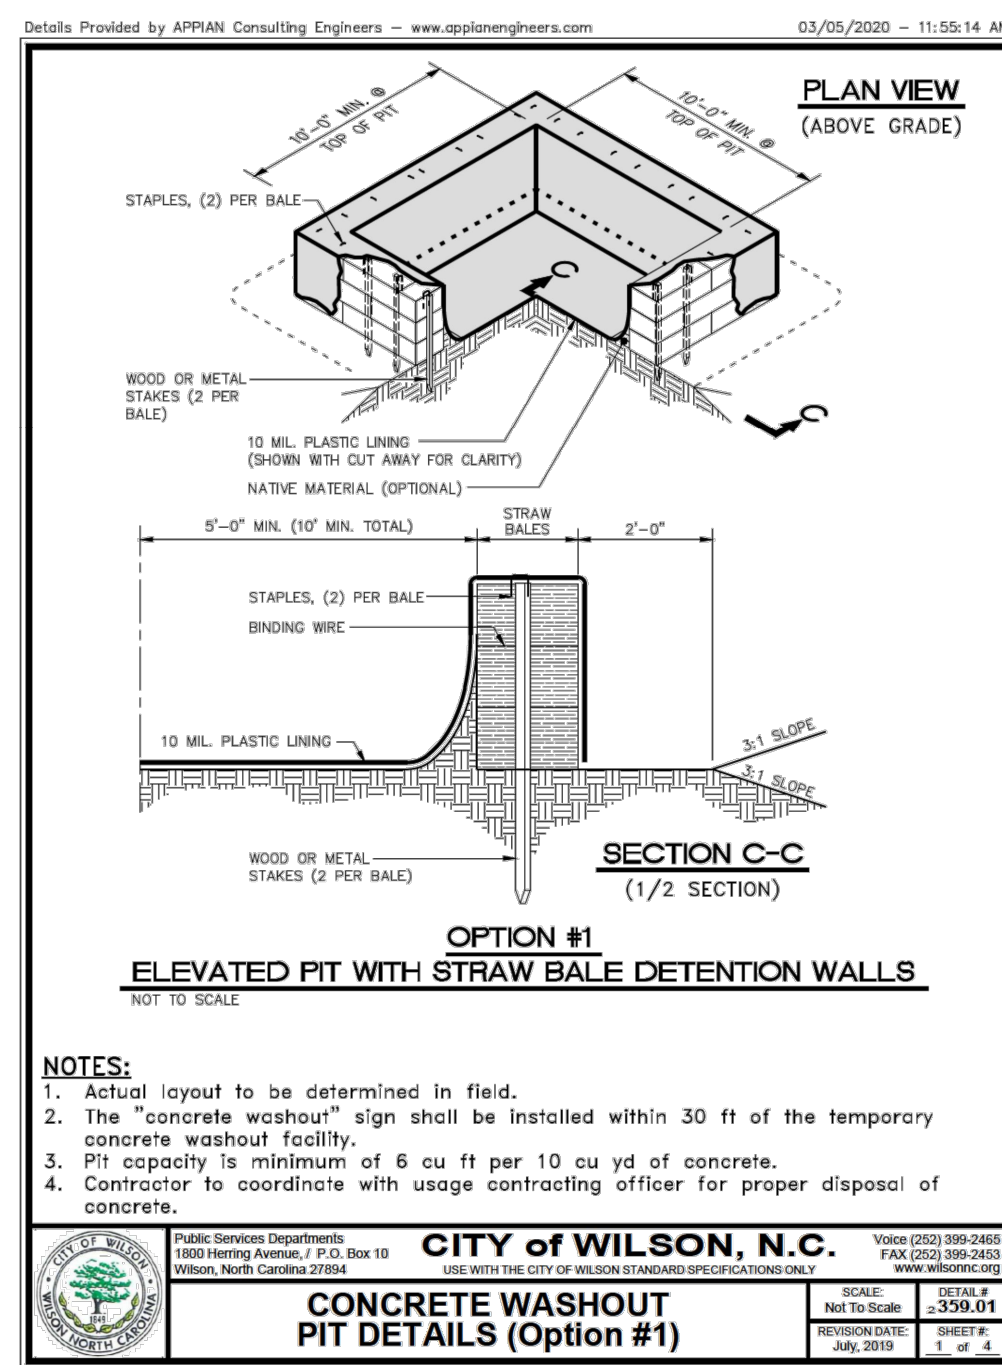 Details Provided by APPIAN Consulting Engineers – www.appianengineers.com
03/05/2020 – 11:55:14 AM
PLAN VIEW
(ABOVE GRADE)
10'-0" MIN. @
TOP OF PIT
10'-0" MIN. @
TOP OF PIT
STAPLES, (2) PER BALE
C
WOOD OR METAL
STAKES (2 PER
BALE)
C
10 MIL. PLASTIC LINING
(SHOWN WITH CUT AWAY FOR CLARITY)
NATIVE MATERIAL (OPTIONAL)
5'-0" MIN. (10' MIN. TOTAL)
STRAW
BALES
2'-0"
STAPLES, (2) PER BALE
BINDING WIRE
10 MIL. PLASTIC LINING
3:1 SLOPE
3:1 SLOPE
WOOD OR METAL
STAKES (2 PER BALE)
SECTION C-C
(1/2 SECTION)
OPTION #1
ELEVATED PIT WITH STRAW BALE DETENTION WALLS
NOT TO SCALE
NOTES:
1. Actual layout to be determined in field.
2. The "concrete washout" sign shall be installed within 30 ft of the temporary
concrete washout facility.
3. Pit capacity is minimum of 6 cu ft per 10 cu yd of concrete.
4. Contractor to coordinate with usage contracting officer for proper disposal of
concrete.
CITY OF WILSON
1849
NORTH CAROLINA
Public Services Departments
1800 Herring Avenue, / P.O. Box 10
Wilson, North Carolina 27894
CITY of WILSON, N.C.
USE WITH THE CITY OF WILSON STANDARD SPECIFICATIONS ONLY
Voice (252) 399-2465
FAX (252) 399-2453
www.wilsonnc.org
CONCRETE WASHOUT
PIT DETAILS (Option #1)
SCALE:
Not To Scale
DETAIL#
2359.01
REVISION DATE:
July, 2019
SHEET#:
1 of 4